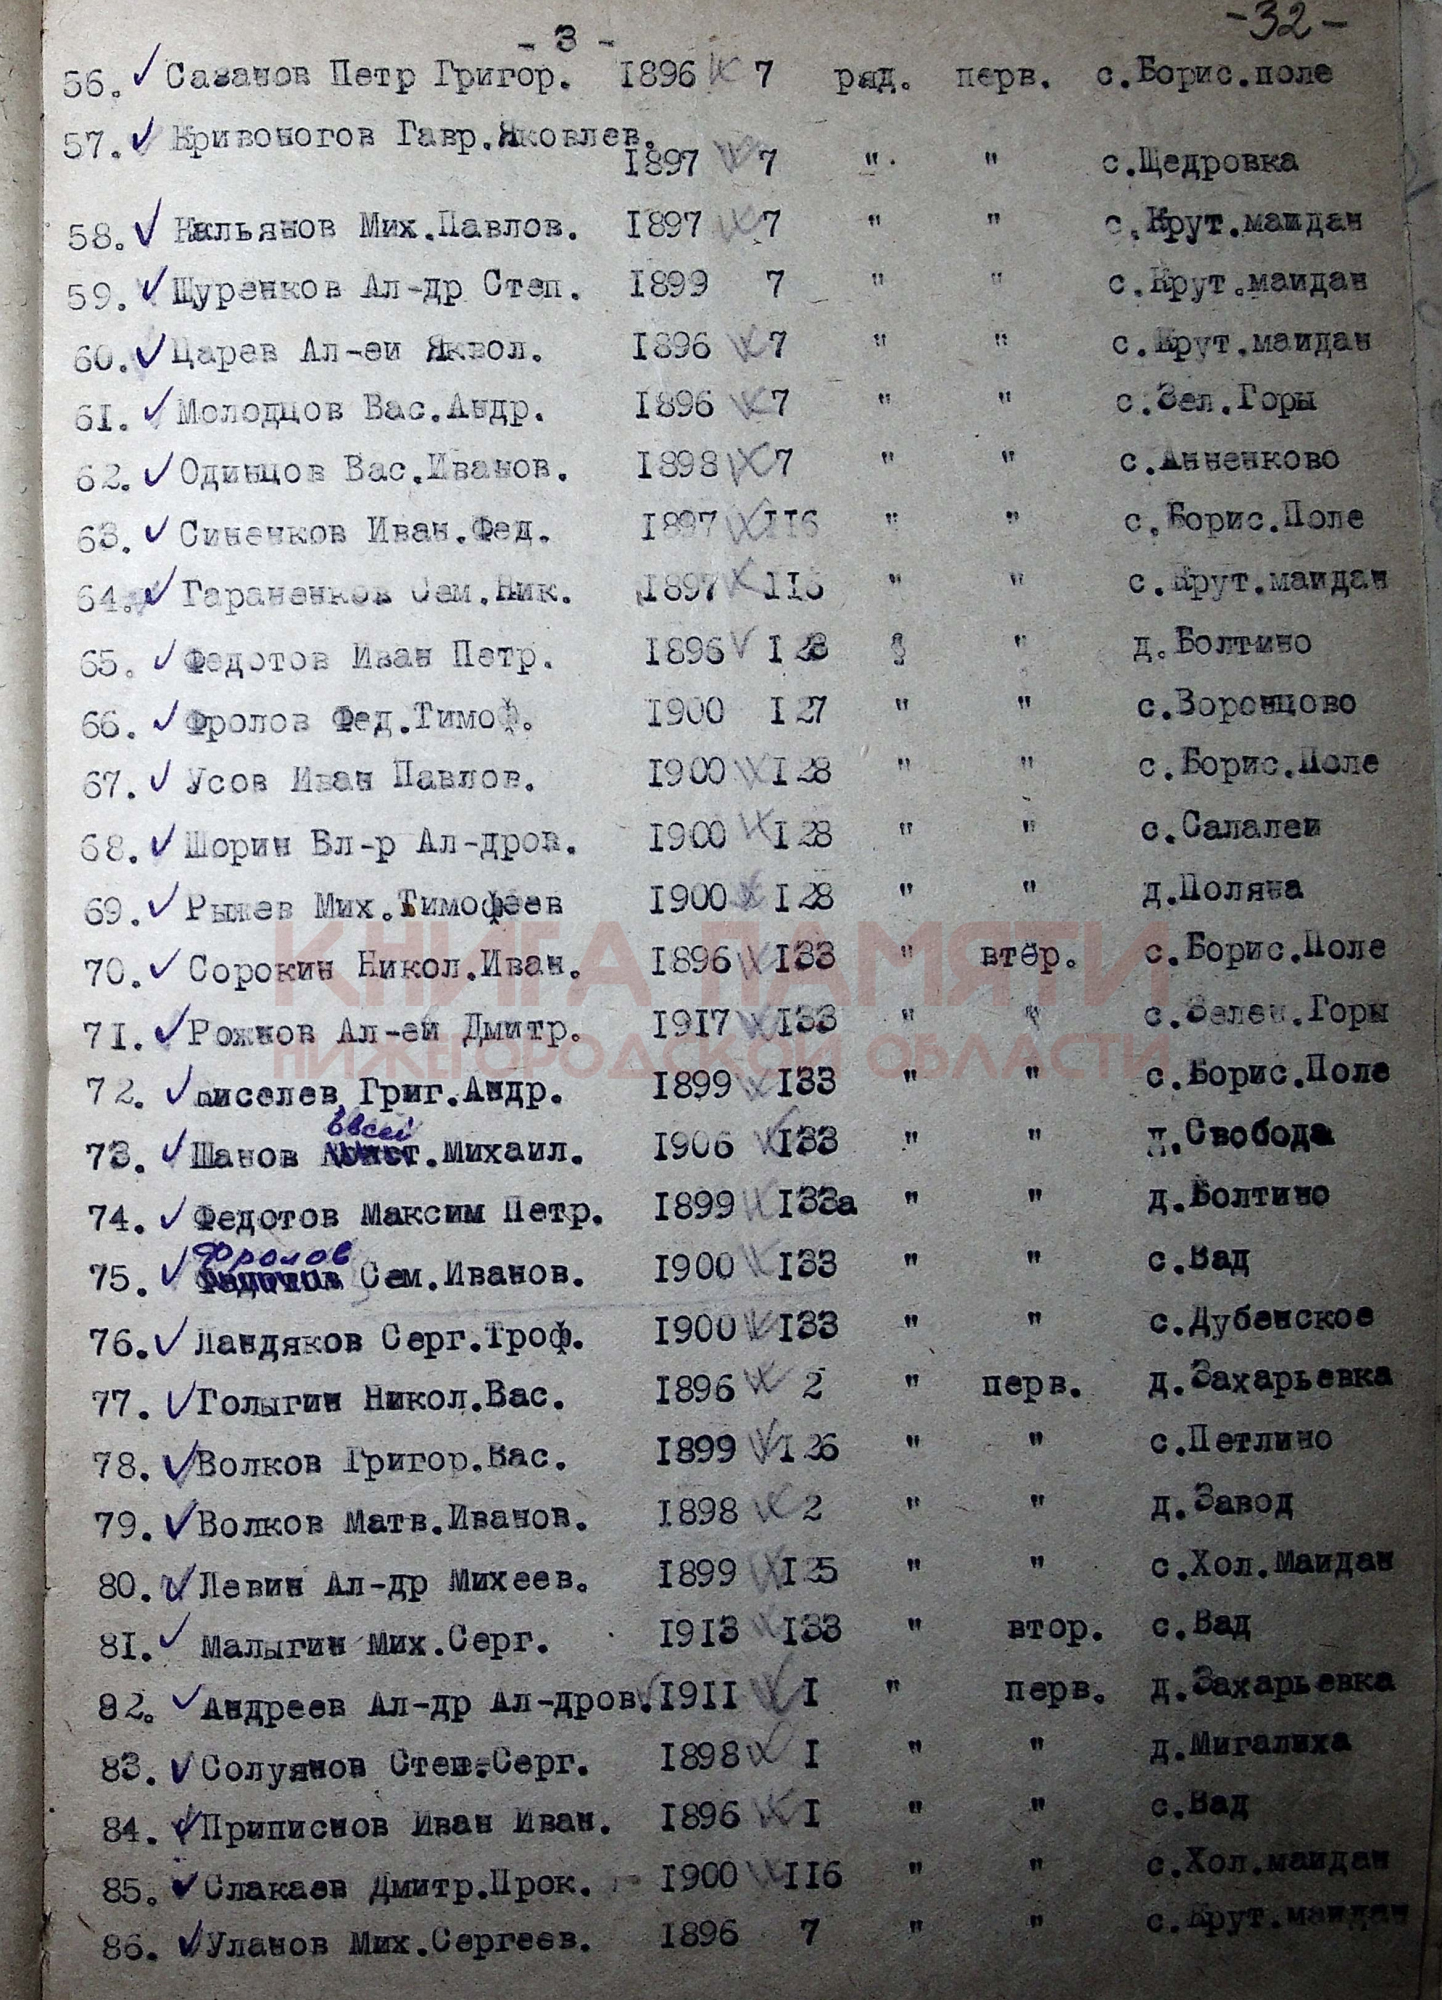 - 3 -
-32-
56. Сазанов Петр Григор. 1896 7 ряд. перв. с.Борис.поле
57. Кривоногов Гавр.Яковлев.
1897 7 " " с.Щедровка
58. Кильянов Мих.Павлов. 1897 7 " " с.Крут.маидан
59. Щуренков Ал-др Степ. 1899 7 " " с.Крут.маидан
60. Царев Ал-еи Яквол. 1896 7 " " с.Крут.маидан
61. Молодцов Вас.Андр. 1896 7 " " с.Зел.Горы
62. Одинцов Вас.Иванов. 1898 7 " " с.Анненково
63. Синенков Иван.Фед. 1897 116 " " с.Борис.Поле
64. Гараненков Сем.Ник. 1897 116 " " с.Крут.маидан
65. Федотов Иван Петр. 1896 128 " д.Болтино
66. Фролов Фед.Тимоф. 1900 127 " " с.Воронцово
67. Усов Иван Павлов. 1900 128 " " с.Борис.Поле
68. Шорин Вл-р Ал-дров. 1900 128 " " с.Салалеи
69. Рыжев Мих.Тимофеев 1900 128 " " д.Поляна
КНИГА ПАМЯТИ
70. Сорокин Никол.Иван. 1896 133 " втор. с.Борис.Поле
71. Рожнов Ал-еи Дмитр. 1917 133 " " с.Зелен.Горы
НИЖЕГОРОДСКОЙ ОБЛАСТИ
72. Киселев Григ.Андр. 1899 133 " " с.Борис.Поле
Евсей
73. Шанов Михаил. 1906 133 " " п.Свобода
74. Федотов Максим Петр. 1899 133а " " д.Болтино
Фролов
75. Федотов Сем.Иванов. 1900 133 " " с.Вад
76. Ландяков Серг.Троф. 1900 133 " " с.Дубенское
77. Голыгин Никол.Вас. 1896 2 " перв. д.Захарьевка
78. Волков Григор.Вас. 1899 126 " " с.Петлино
79. Волков Матв.Иванов. 1898 2 " " д.Завод
80. Левин Ал-др Михеев. 1899 125 " " с.Хол.Маидан
81. Малыгин Мих.Серг. 1913 133 " втор. с.Вад
82. Андреев Ал-др Ал-дров. 1911 1 " перв. д.Захарьевка
83. Солуянов Степ.Серг. 1898 1 " " д.Мигалиха
84. Приписнов Иван Иван. 1896 1 " " с.Вад
85. Слакаев Дмитр.Прок. 1900 116 " " с.Хол.маидан
86. Уланов Мих.Сергеев. 1896 7 " " с.Крут.маидан